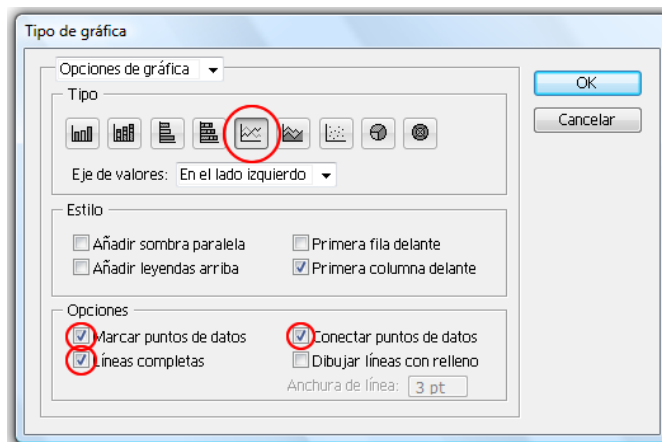 Tipo de gráfica
Opciones de gráfica
OK
Tipo
Cancelar
Eje de valores: En el lado izquierdo
Estilo
Añadir sombra paralela Primera fila delante
Añadir leyendas arriba Primera columna delante
Opciones
Marcar puntos de datos Conectar puntos de datos
Líneas completas Dibujar líneas con relleno
Anchura de línea: 3 pt